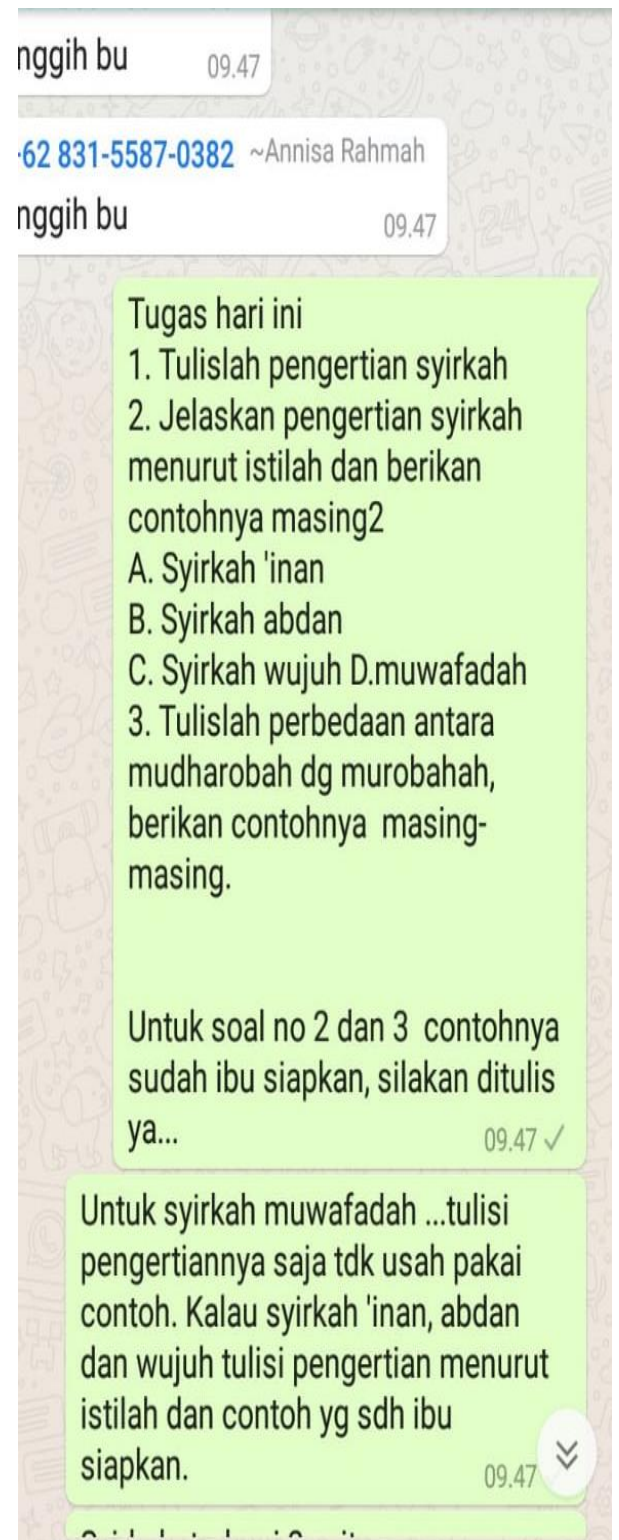 nggih bu 09.47
62 831-5587-0382 ~Annisa Rahmah
nggih bu 09.47
Tugas hari ini
1. Tulislah pengertian syirkah
2. Jelaskan pengertian syirkah
menurut istilah dan berikan
contohnya masing2
A. Syirkah 'inan
B. Syirkah abdan
C. Syirkah wujuh D.muwafadah
3. Tulislah perbedaan antara
mudharobah dg murobahah,
berikan contohnya masing-
masing.
Untuk soal no 2 dan 3 contohnya
sudah ibu siapkan, silakan ditulis
ya... 09.47
Untuk syirkah muwafadah ...tulisi
pengertiannya saja tdk usah pakai
contoh. Kalau syirkah 'inan, abdan
dan wujuh tulisi pengertian menurut
istilah dan contoh yg sdh ibu
siapkan. 09.47